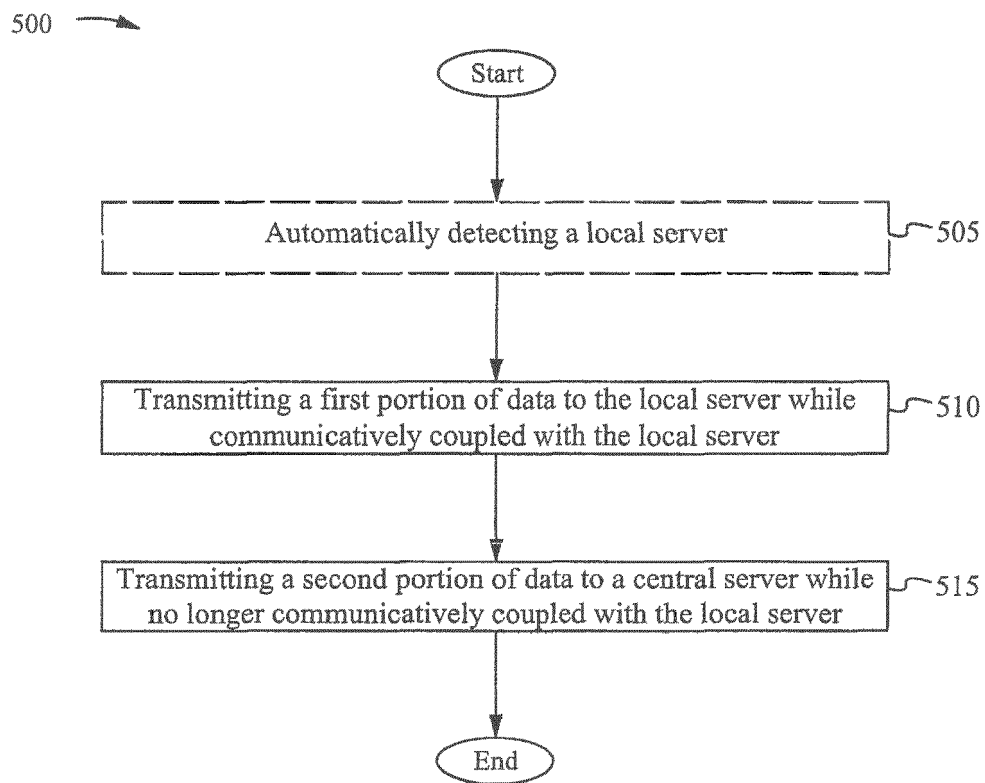 500
Start
Automatically detecting a local server
505
Transmitting a first portion of data to the local server while
communicatively coupled with the local server
510
Transmitting a second portion of data to a central server while
no longer communicatively coupled with the local server
515
End